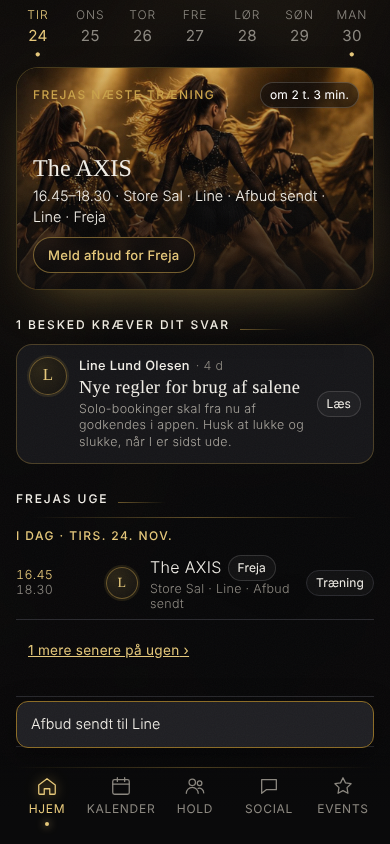 TIR ONS TOR FRE LØR SØN MAN
24 25 26 27 28 29 30
FREJAS NÆSTE TRÆNING
om 2 t. 3 min.
The AXIS
16.45–18.30 · Store Sal · Line · Afbud sendt ·
Line · Freja
Meld afbud for Freja
1 BESKED KRÆVER DIT SVAR
L
Line Lund Olesen · 4 d
Nye regler for brug af salene
Solo-bookinger skal fra nu af
godkendes i appen. Husk at lukke og
slukke, når I er sidst ude.
Læs
FREJAS UGE
I DAG · TIRS. 24. NOV.
16.45
18.30
L
The AXIS Freja
Store Sal · Line · Afbud
sendt
Træning
1 mere senere på ugen ›
Afbud sendt til Line
HJEM KALENDER HOLD SOCIAL EVENTS